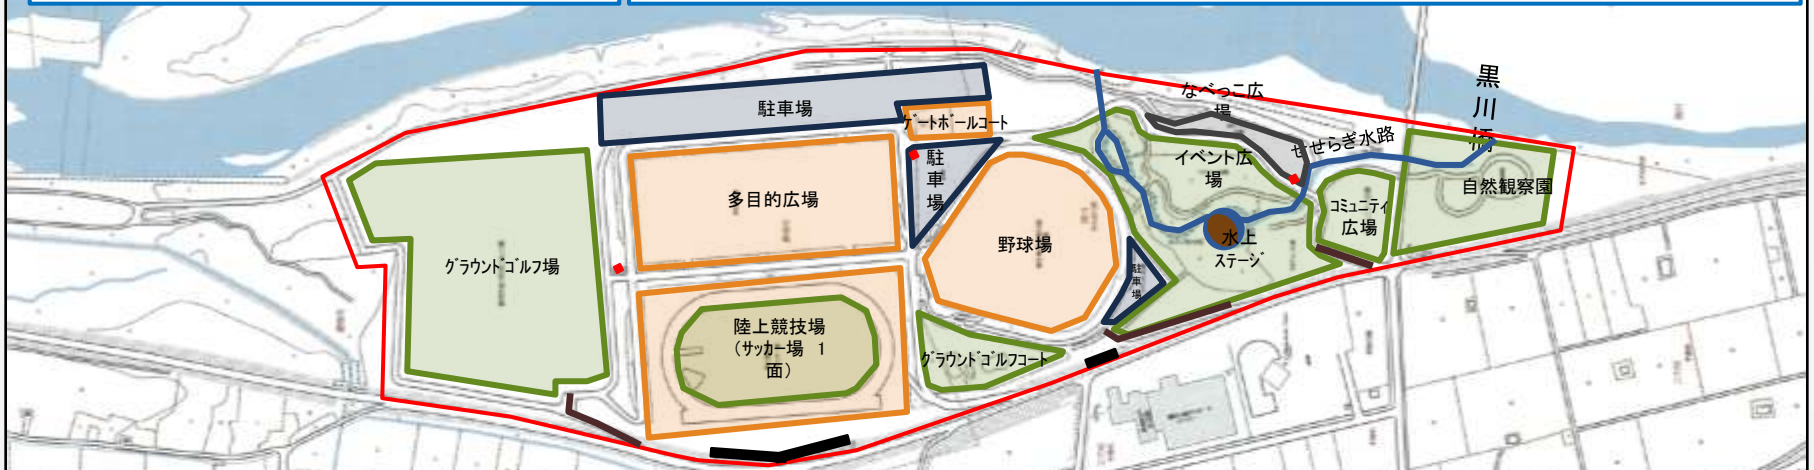 駐車場
ゲートボールコート
駐
車
場
多目的広場
グラウンドゴルフ場
陸上競技場
(サッカー場 1
面)
野球場
グラウンドゴルフコート
駐
車
場
なべっこ広
場
せせらぎ水路
イベント広
場
水上
ステージ
コミュニティ
広場
自然観察園
黒
川
橋